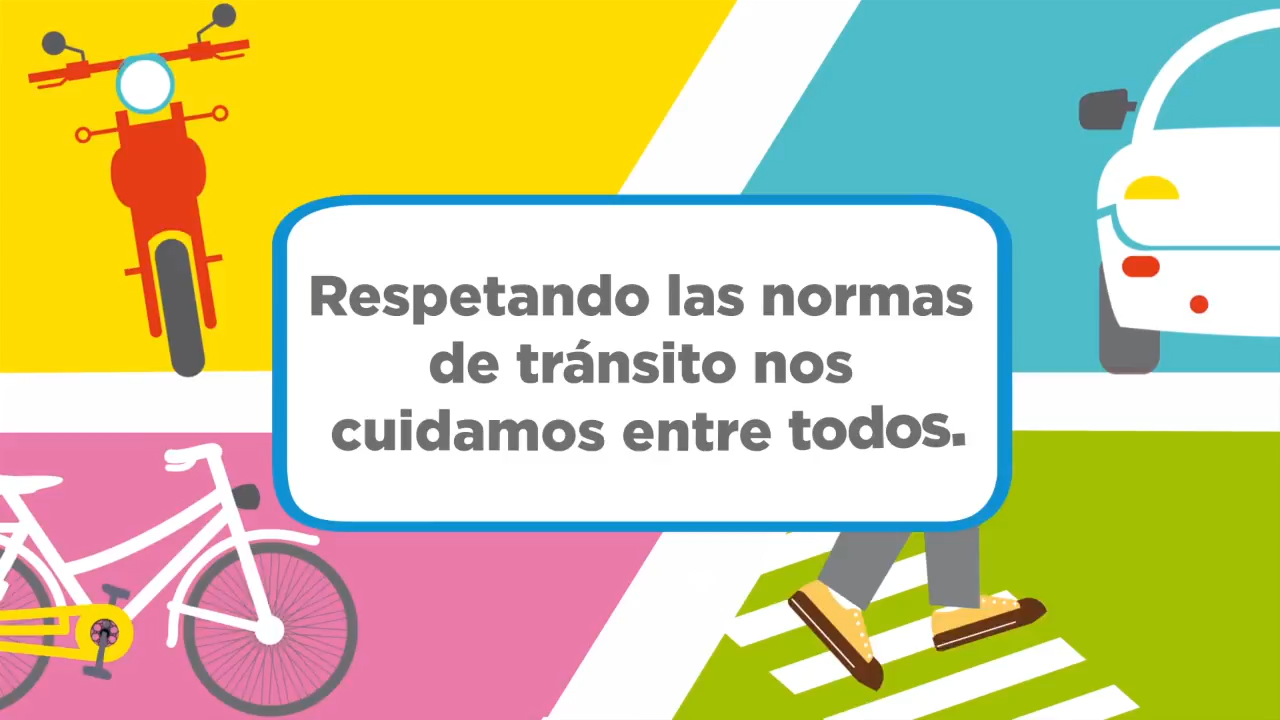 Respetando las normas
de tránsito nos
cuidamos entre todos.